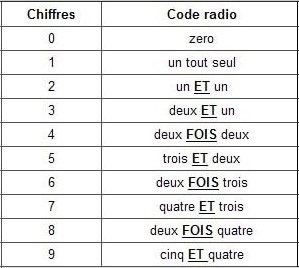 Chiffres Code radio
0 zero
1 un tout seul
2 un ET un
3 deux ET un
4 deux FOIS deux
5 trois ET deux
6 deux FOIS trois
7 quatre ET trois
8 deux FOIS quatre
9 cinq ET quatre